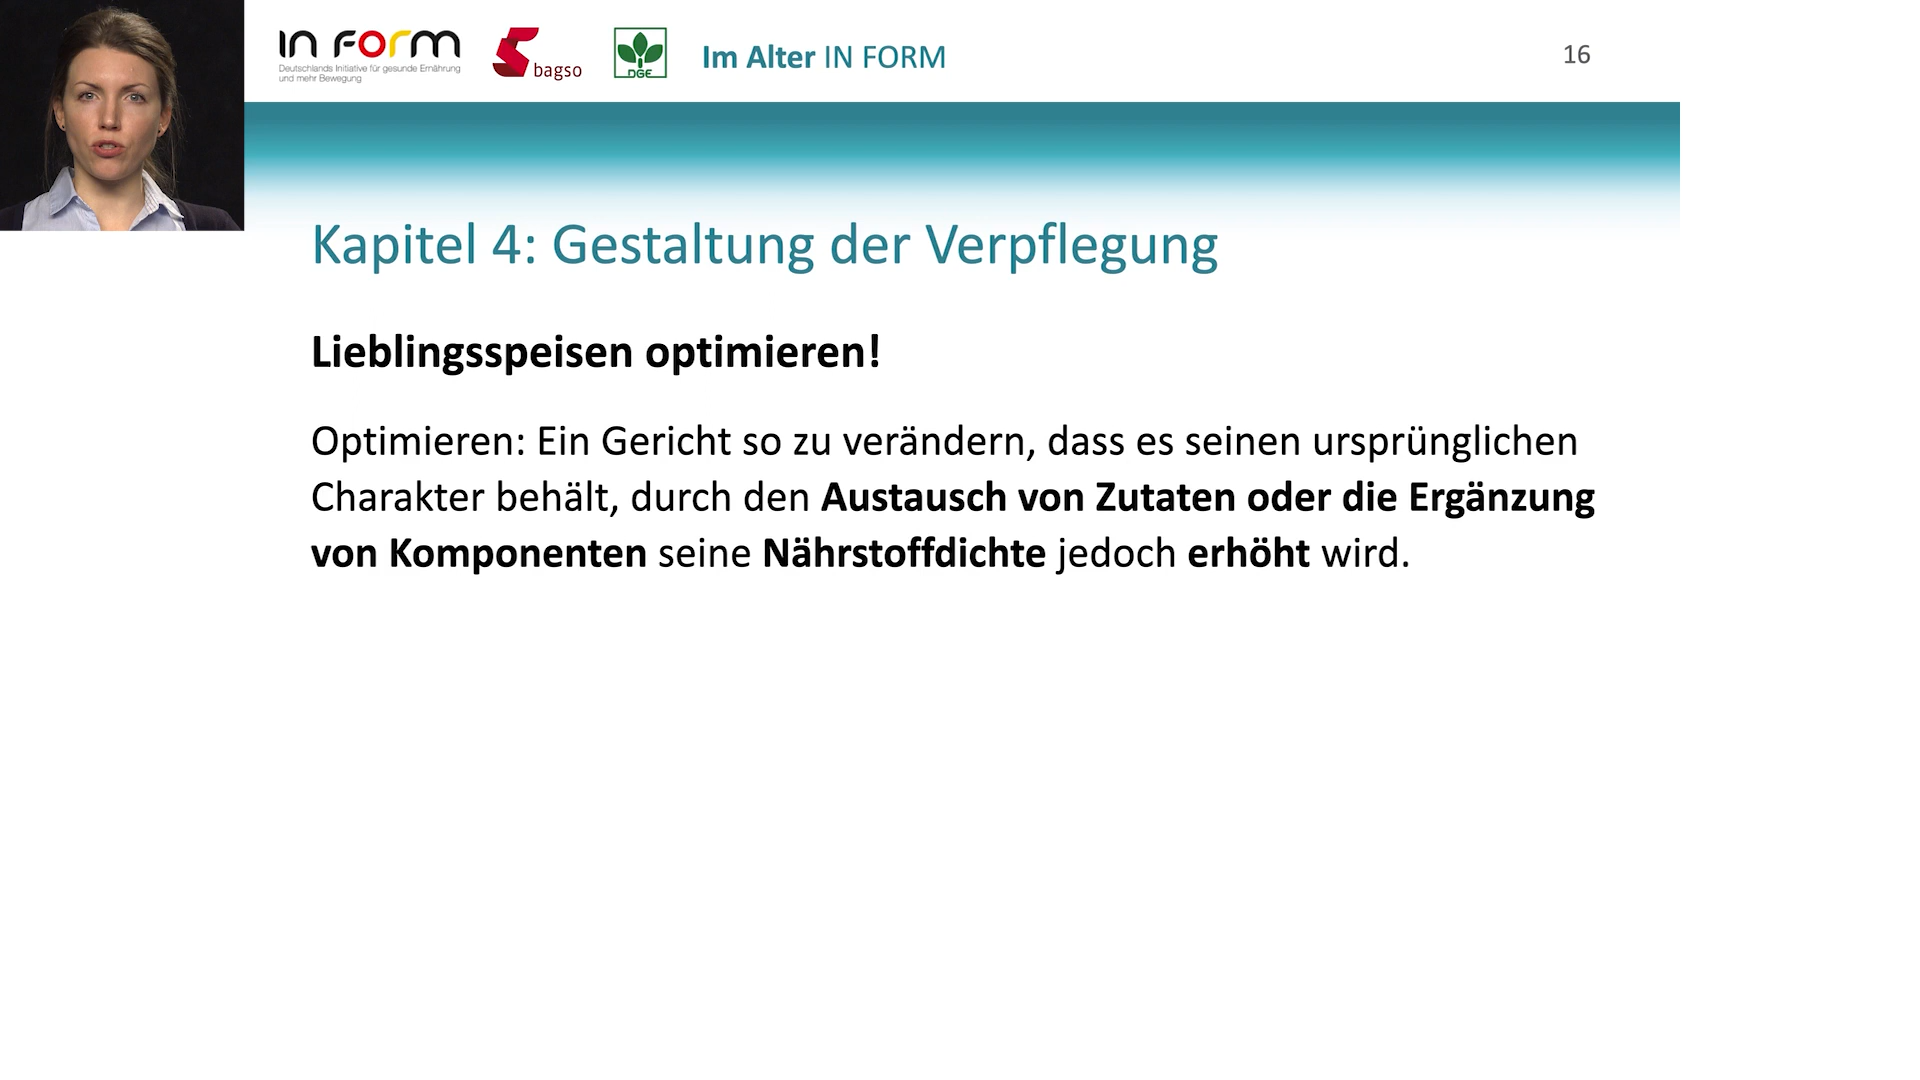 IN FORM
Deutschlands Initiative für gesunde Ernährung
und mehr Bewegung
bagso
DGE
Im Alter IN FORM
16
Kapitel 4: Gestaltung der Verpflegung
Lieblingsspeisen optimieren!
Optimieren: Ein Gericht so zu verändern, dass es seinen ursprünglichen
Charakter behält, durch den Austausch von Zutaten oder die Ergänzung
von Komponenten seine Nährstoffdichte jedoch erhöht wird.